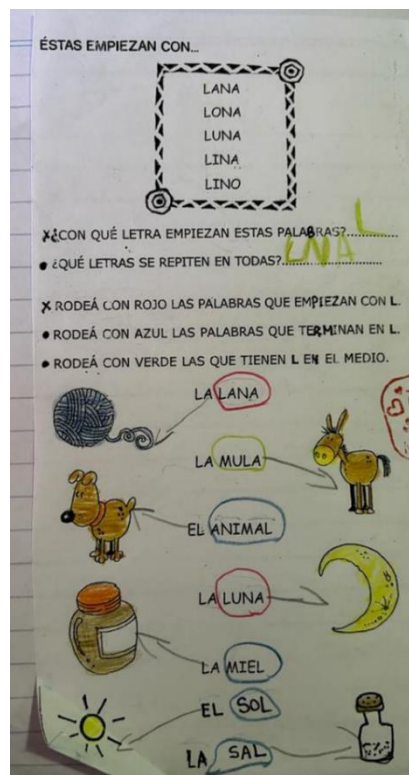 ÉSTAS EMPIEZAN CON...
LANA
LONA
LUNA
LINA
LINO
¿CON QUÉ LETRA EMPIEZAN ESTAS PALABRAS?.............. L
¿QUÉ LETRAS SE REPITEN EN TODAS?......................... LNA
RODEÁ CON ROJO LAS PALABRAS QUE EMPIEZAN CON L.
RODEÁ CON AZUL LAS PALABRAS QUE TERMINAN EN L.
RODEÁ CON VERDE LAS QUE TIENEN L EN EL MEDIO.
LA LANA
LA MULA
EL ANIMAL
LA LUNA
LA MIEL
EL SOL
LA SAL